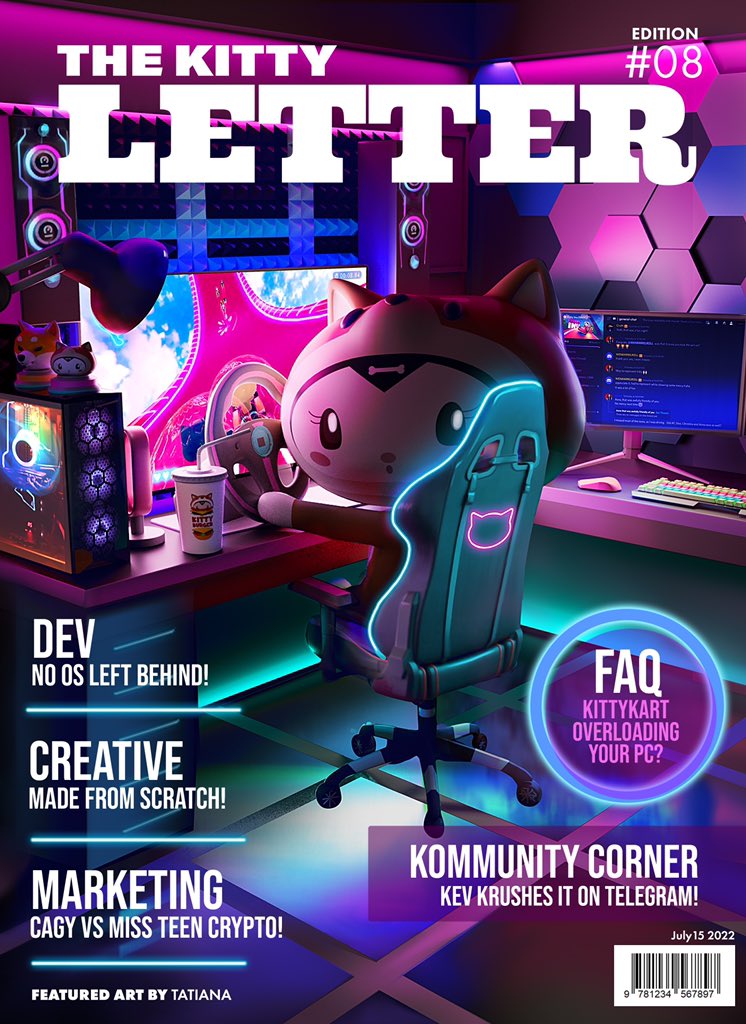 EDITION
#08
THE KITTY
LETTER
KITTY
DEV
NO OS LEFT BEHIND!
CREATIVE
MADE FROM SCRATCH!
MARKETING
CAGY VS MISS TEEN CRYPTO!
FAQ
KITTYKART
OVERLOADING
YOUR PC?
KOMMUNITY CORNER
KEV KRUSHES IT ON TELEGRAM!
July15 2022
9 781234 567897
FEATURED ART BY TATIANA